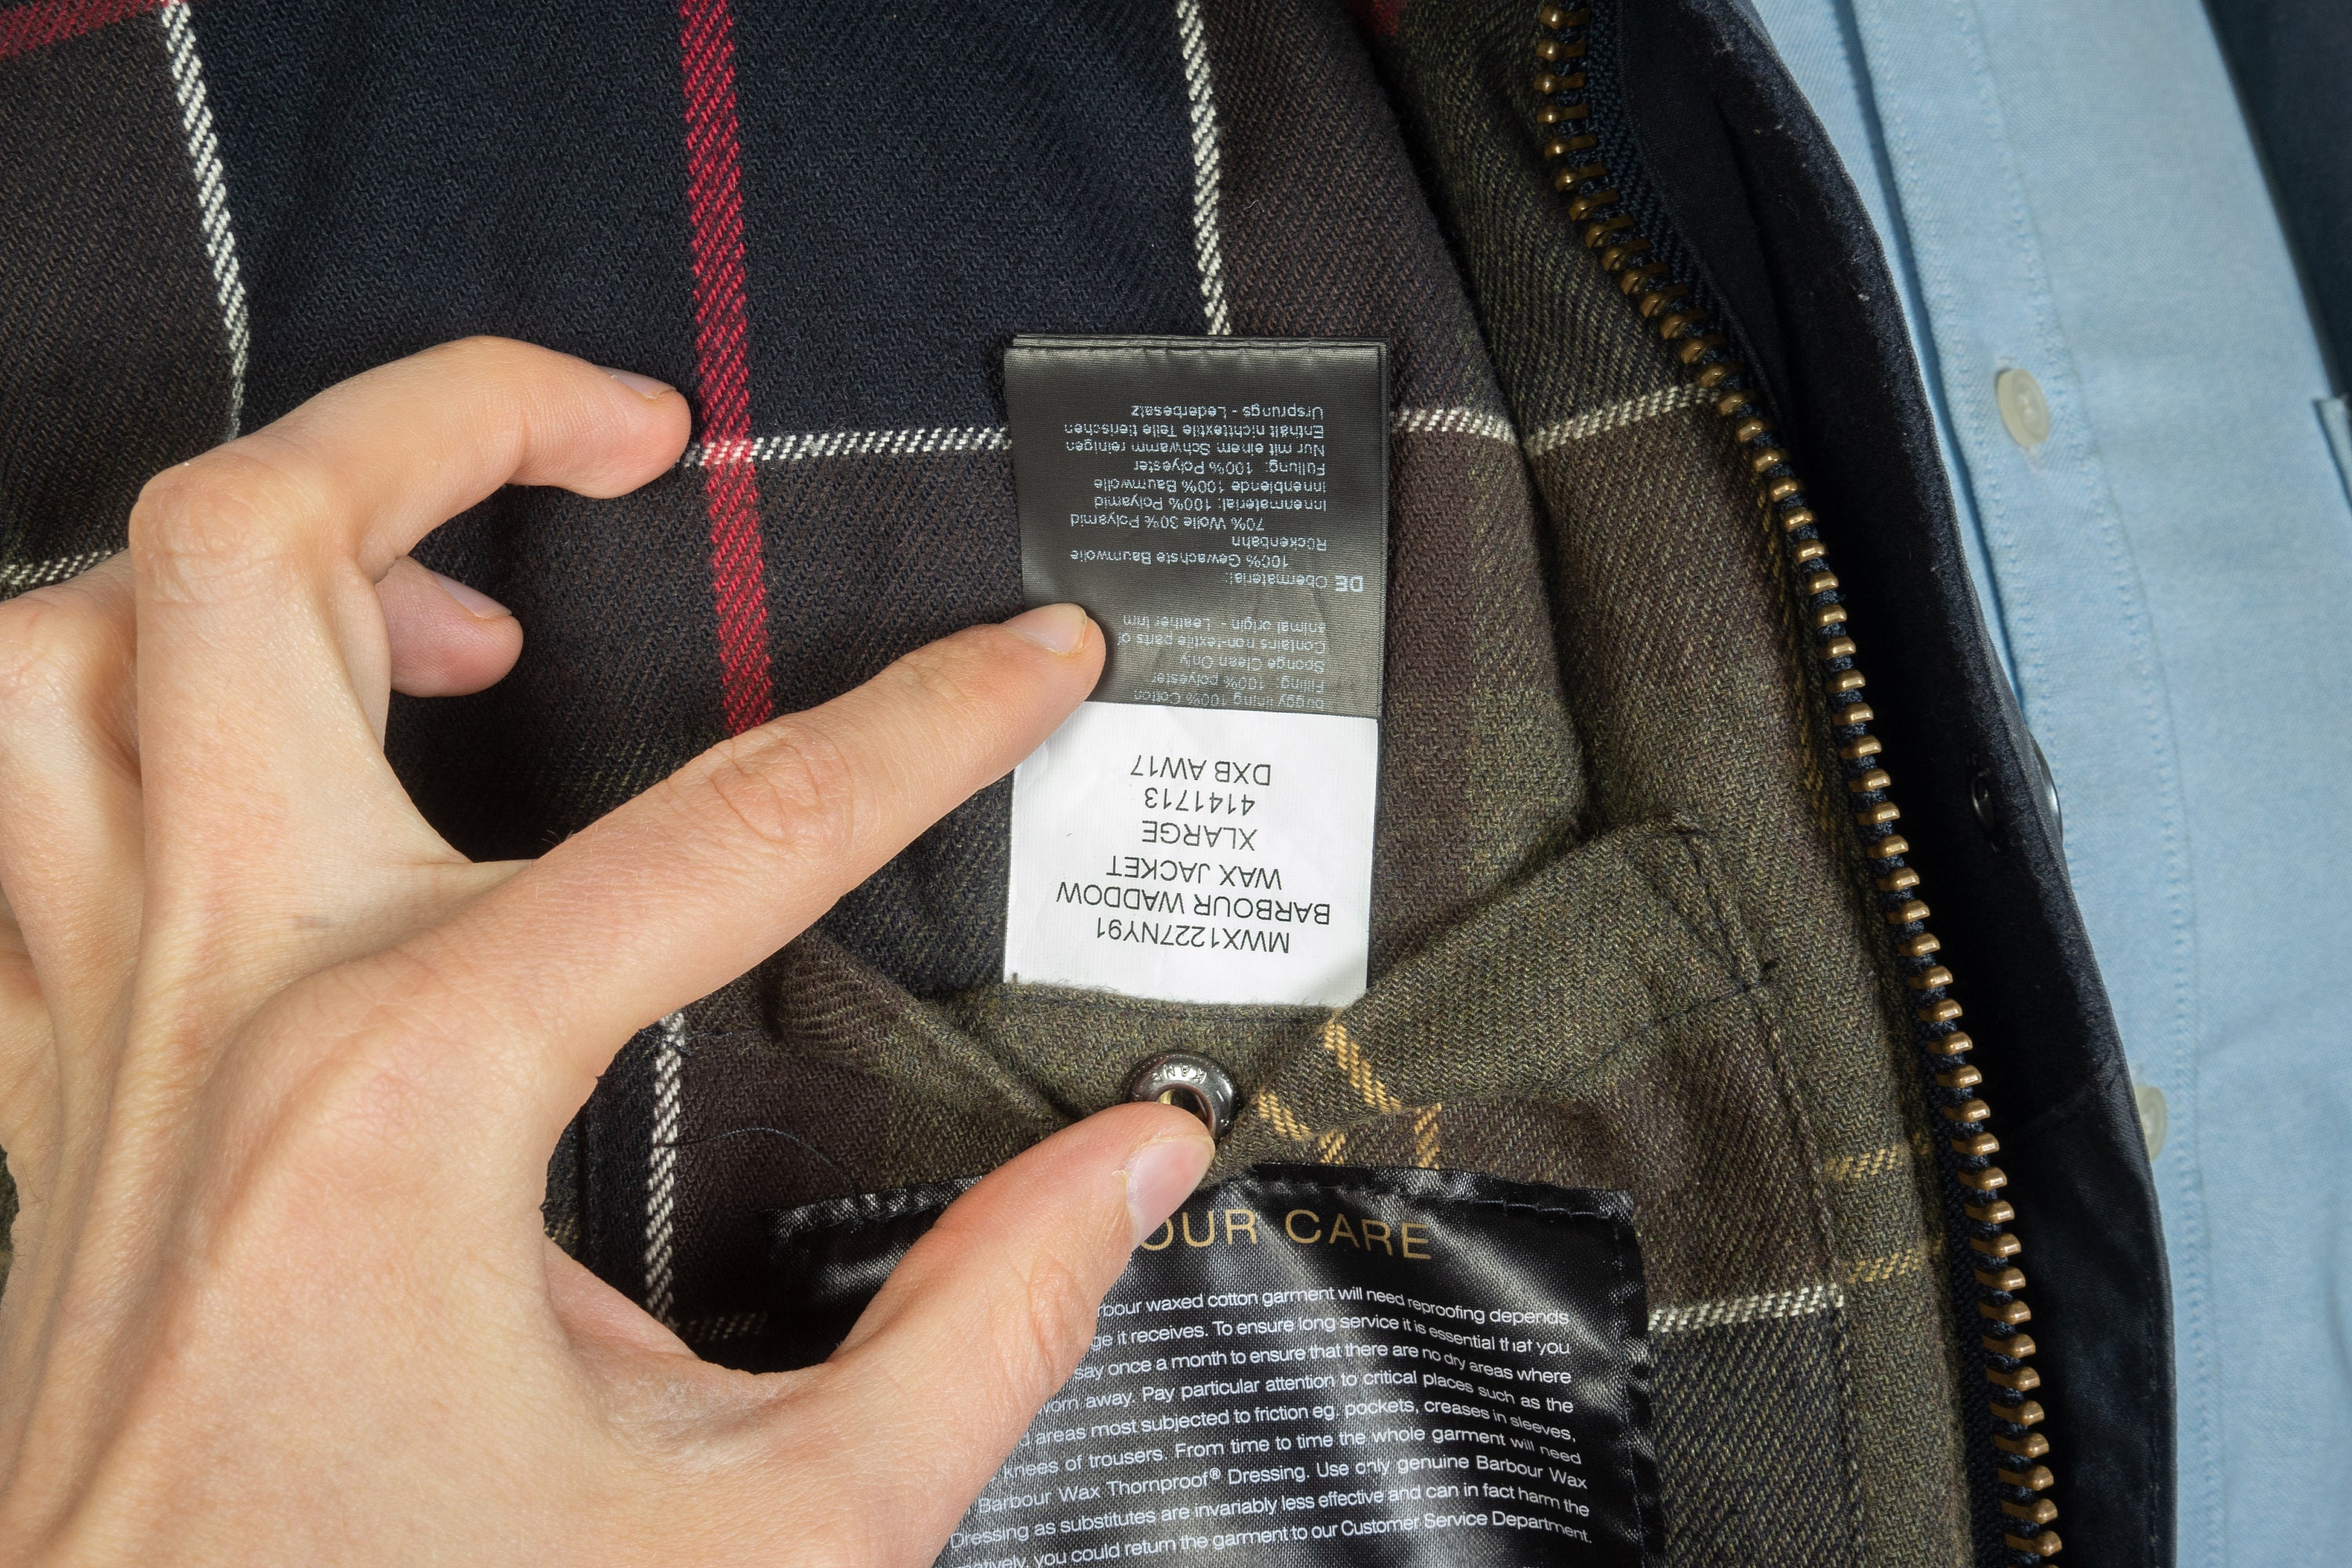 MWX1227NY91
BARBOUR WADDOW
WAX JACKET
XLARGE
4141713
DXB AW17
buggy lining 100% Cotton
Filling: 100% polyester
Sponge Clean Only
Contains non-textile parts of
animal origin - Leather trim
DE Obermaterial:
100% Gewachste Baumwolle
Rückenbahn
70% Wolle 30% Polyamid
Innenmaterial: 100% Polyamid
Innenblende 100% Baumwolle
Füllung: 100% Polyester
Nur mit einem Schwamm reinigen
Enthält nichttextile Teile tierischen
Ursprungs - Lederbesatz
KANE
OUR CARE
rbour waxed cotton garment will need reproofing depends
ge it receives. To ensure long service it is essential that you
say once a month to ensure that there are no dry areas where
worn away. Pay particular attention to critical places such as the
d areas most subjected to friction eg. pockets, creases in sleeves,
knees of trousers. From time to time the whole garment will need
Barbour Wax Thornproof® Dressing. Use only genuine Barbour Wax
Dressing as substitutes are invariably less effective and can in fact harm the
natively, you could return the garment to our Customer Service Department.